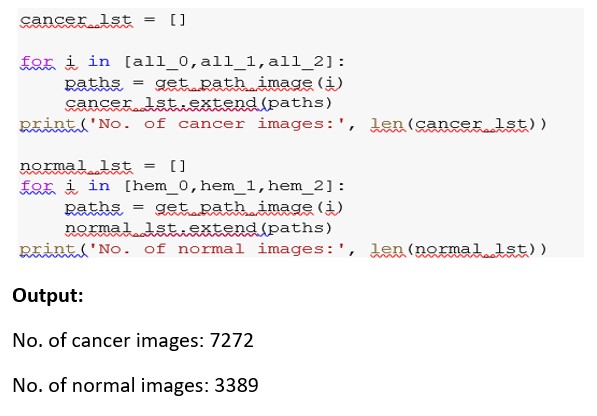 cancer_lst = []
for i in [all_0,all_1,all_2]:
    paths = get_path_image(i)
    cancer_lst.extend(paths)
print('No. of cancer images:', len(cancer_lst))
normal_lst = []
for i in [hem_0,hem_1,hem_2]:
    paths = get_path_image(i)
    normal_lst.extend(paths)
print('No. of normal images:', len(normal_lst))
Output:
No. of cancer images: 7272
No. of normal images: 3389